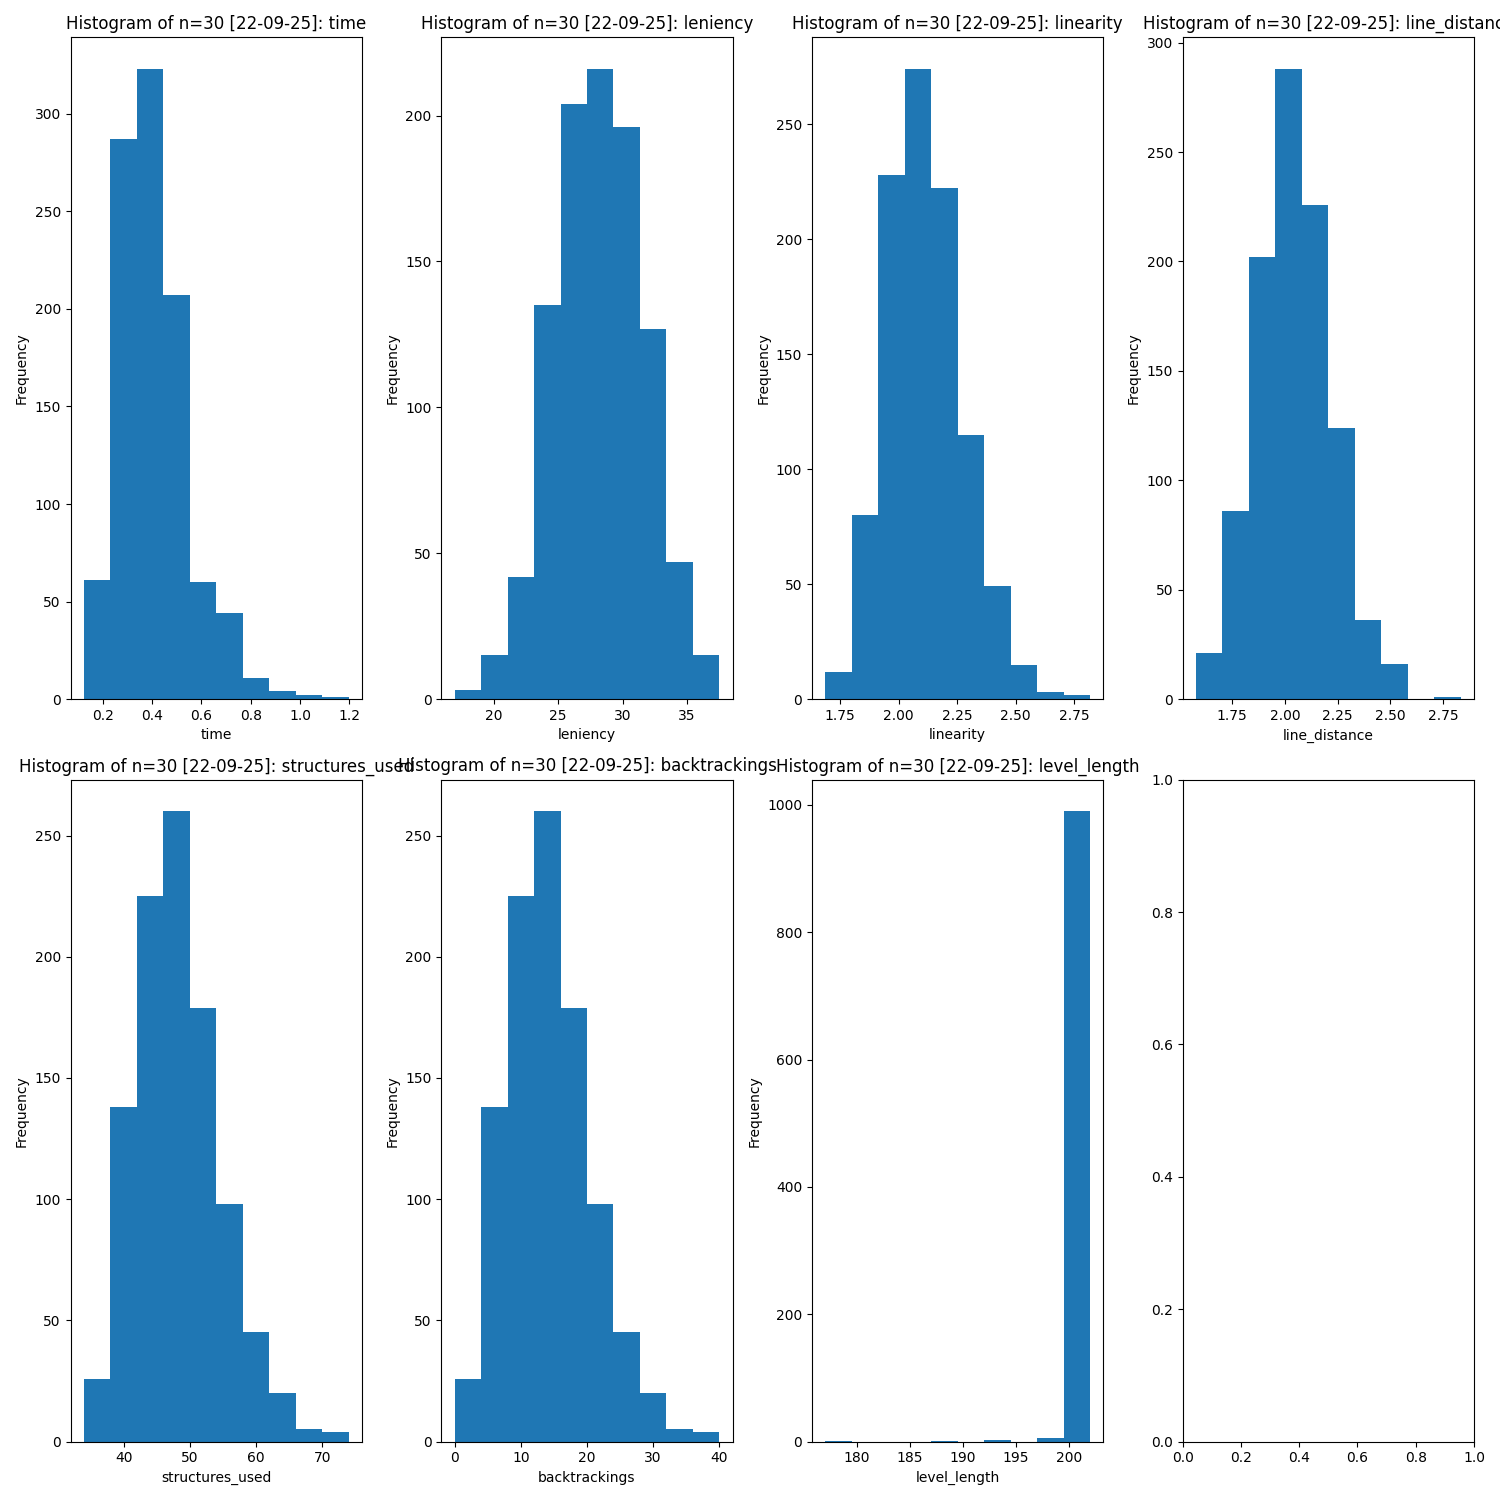 Histogram of n=30 [22-09-25]: time
300
250
200
150
100
50
0
Frequency
0.2 0.4 0.6 0.8 1.0 1.2
time
Histogram of n=30 [22-09-25]: leniency
200
150
100
50
0
Frequency
20 25 30 35
leniency
Histogram of n=30 [22-09-25]: linearity
250
200
150
100
50
0
Frequency
1.75 2.00 2.25 2.50 2.75
linearity
Histogram of n=30 [22-09-25]: line_distanc
300
250
200
150
100
50
0
Frequency
1.75 2.00 2.25 2.50 2.75
line_distance
Histogram of n=30 [22-09-25]: structures_used
250
200
150
100
50
0
Frequency
40 50 60 70
structures_used
Histogram of n=30 [22-09-25]: backtrackings
250
200
150
100
50
0
Frequency
0 10 20 30 40
backtrackings
Histogram of n=30 [22-09-25]: level_length
1000
800
600
400
200
0
Frequency
180 185 190 195 200
level_length
1.0
0.8
0.6
0.4
0.2
0.0
0.0 0.2 0.4 0.6 0.8 1.0